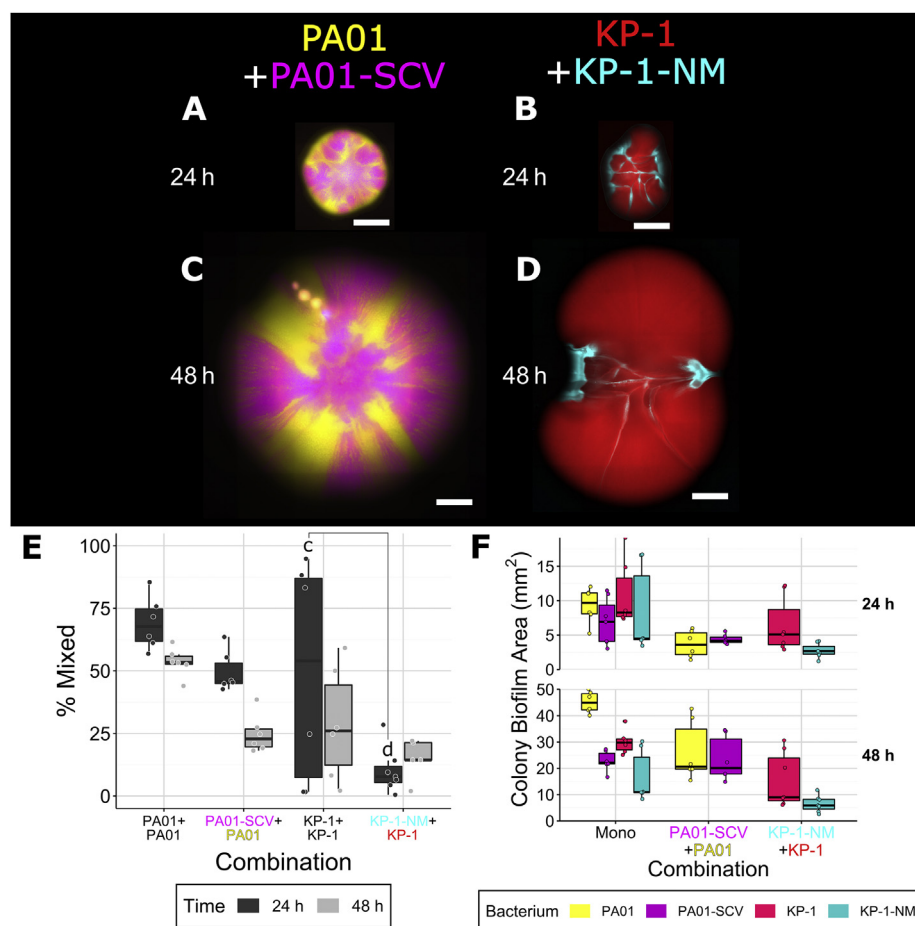 PA01
+PA01-SCV
KP-1
+KP-1-NM
A
B
24 h
24 h
C
D
48 h
48 h
E
% Mixed
100
75
50
25
0
c
d
PA01+
PA01
PA01-SCV+
PA01
KP-1+
KP-1
KP-1-NM+
KP-1
Combination
Time 24 h 48 h
F
Colony Biofilm Area (mm²)
15
10
5
0
24 h
50
40
30
20
10
0
48 h
Mono
PA01-SCV
+PA01
KP-1-NM
+KP-1
Combination
Bacterium PA01 PA01-SCV KP-1 KP-1-NM